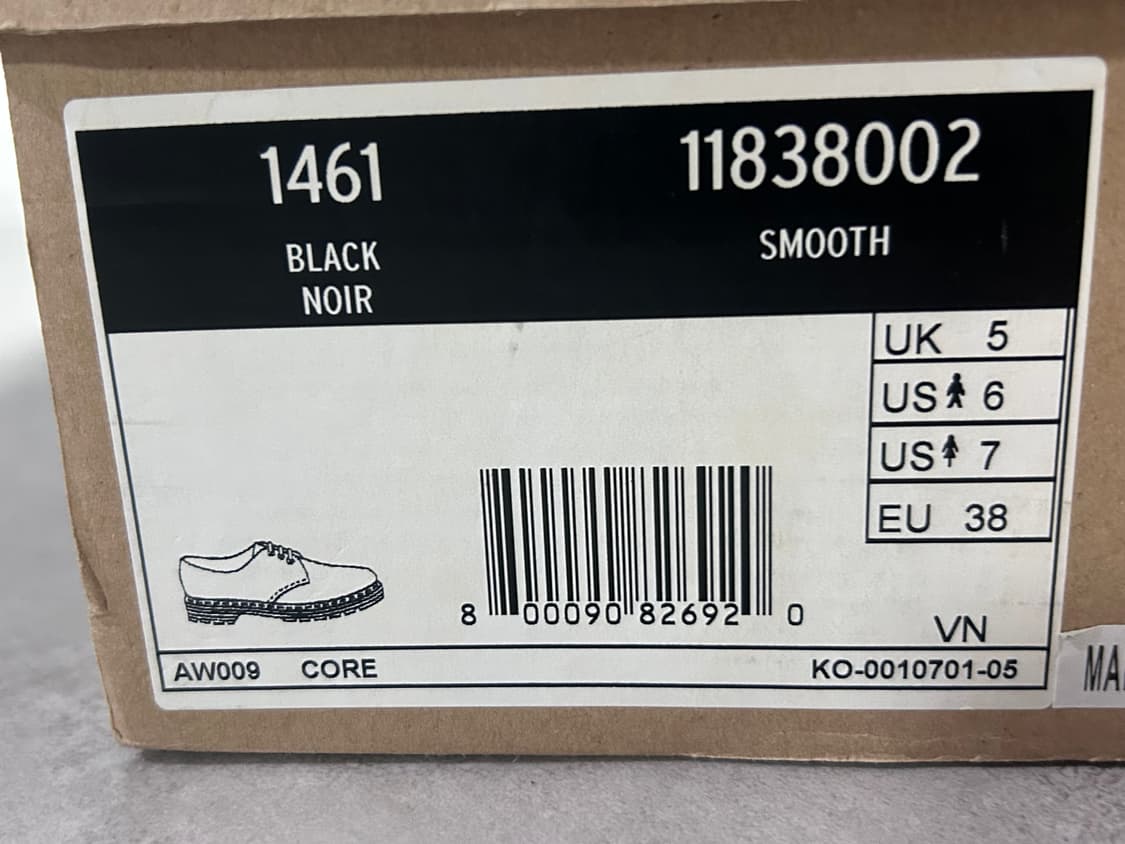 1461
11838002
BLACK
NOIR
SMOOTH
UK 5
US 6
US 7
EU 38
8 00090 82692 0
VN
AW009 CORE
KO-0010701-05